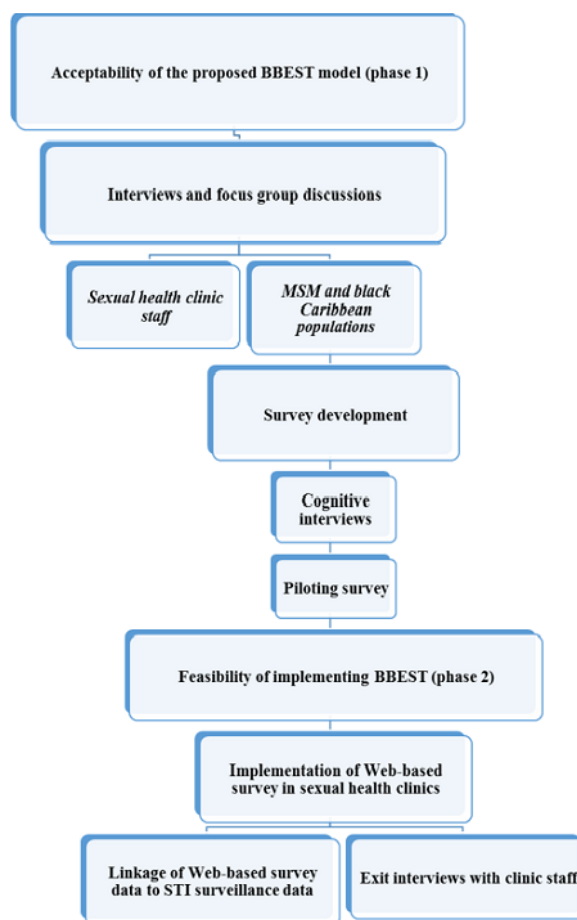 Acceptability of the proposed BBEST model (phase 1)
Interviews and focus group discussions
Sexual health clinic
staff
MSM and black
Caribbean
populations
Survey development
Cognitive
interviews
Piloting survey
Feasibility of implementing BBEST (phase 2)
Implementation of Web-based
survey in sexual health clinics
Linkage of Web-based survey
data to STI surveillance data
Exit interviews with clinic staff